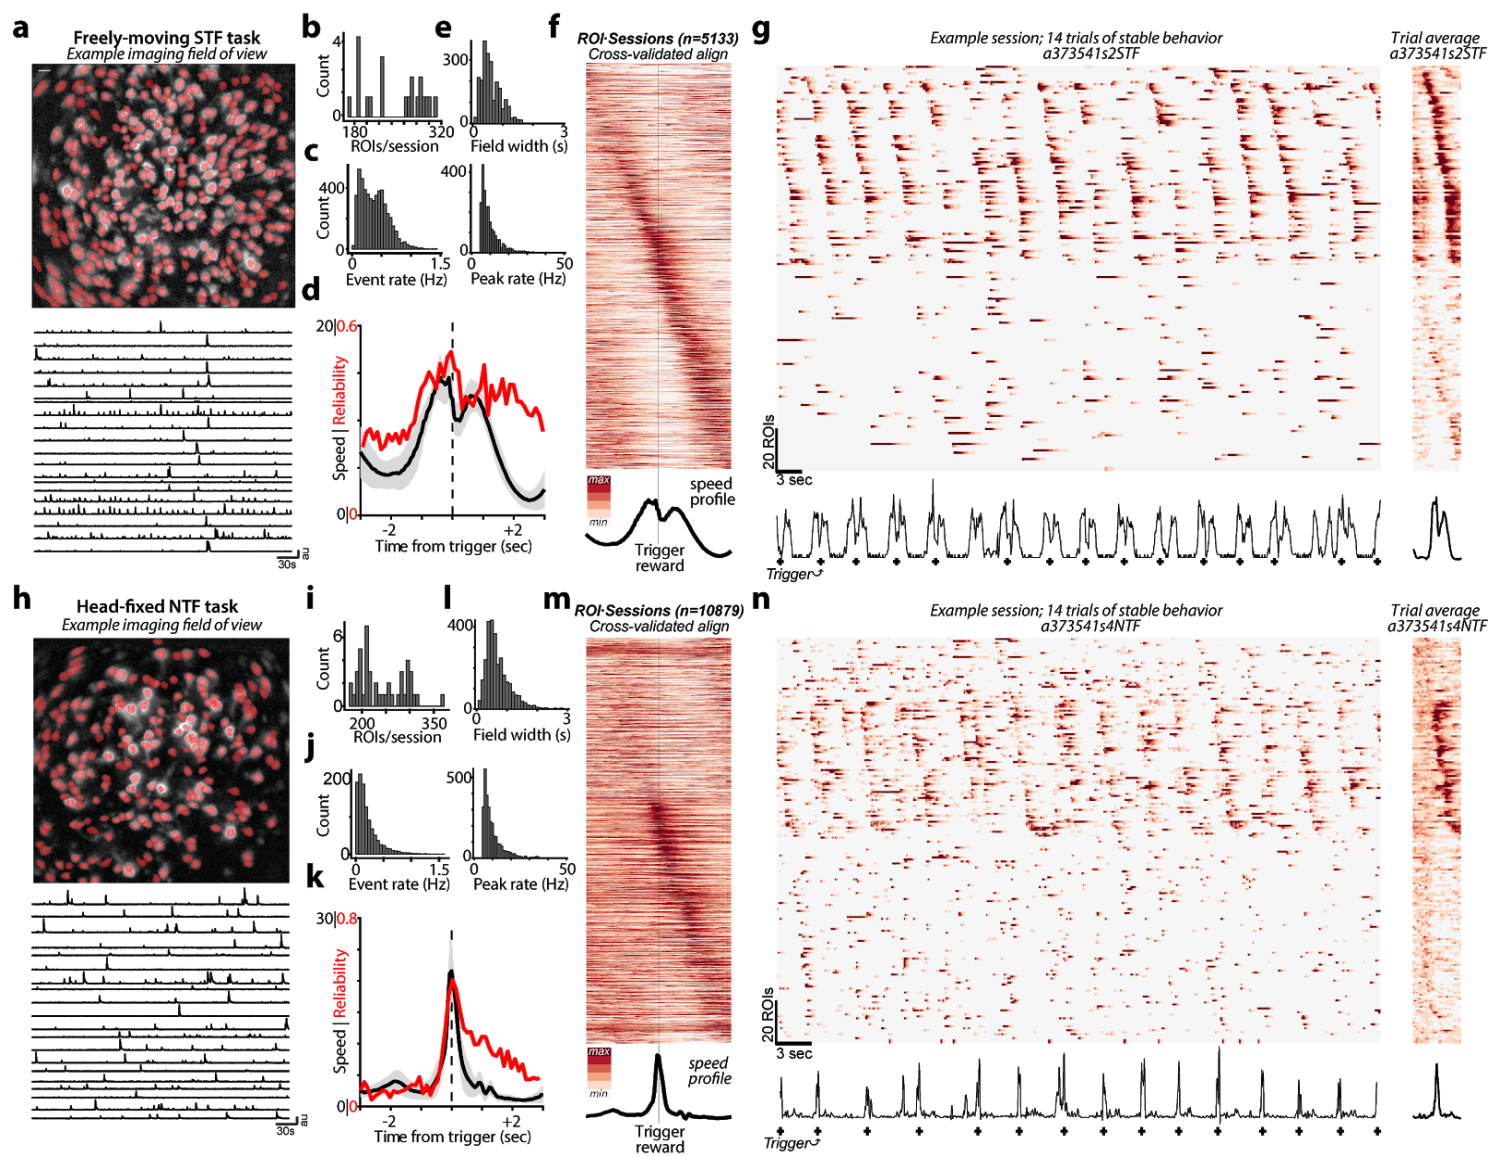 a
Freely-moving STF task
Example imaging field of view
30s
au
b
4
0
Count
180
320
ROIs/session
c
400
0
Count
0
1.5
Event rate (Hz)
d
20|0.6
Speed | Reliability
0|0
-2
+2
Time from trigger (sec)
e
300
0
0
3
Field width (s)
400
0
0
50
Peak rate (Hz)
f
ROI·Sessions (n=5133)
Cross-validated align
max
min
speed
profile
Trigger
reward
g
Example session; 14 trials of stable behavior
a373541s2STF
Trial average
a373541s2STF
20 ROIs
3 sec
Trigger
h
Head-fixed NTF task
Example imaging field of view
30s
au
i
6
0
Count
200
350
ROIs/session
j
200
0
Count
0
1.5
Event rate (Hz)
k
30|0.8
Speed | Reliability
0|0
-2
+2
Time from trigger (sec)
l
400
0
0
3
Field width (s)
500
0
0
50
Peak rate (Hz)
m
ROI·Sessions (n=10879)
Cross-validated align
max
min
speed
profile
Trigger
reward
n
Example session; 14 trials of stable behavior
a373541s4NTF
Trial average
a373541s4NTF
20 ROIs
3 sec
Trigger